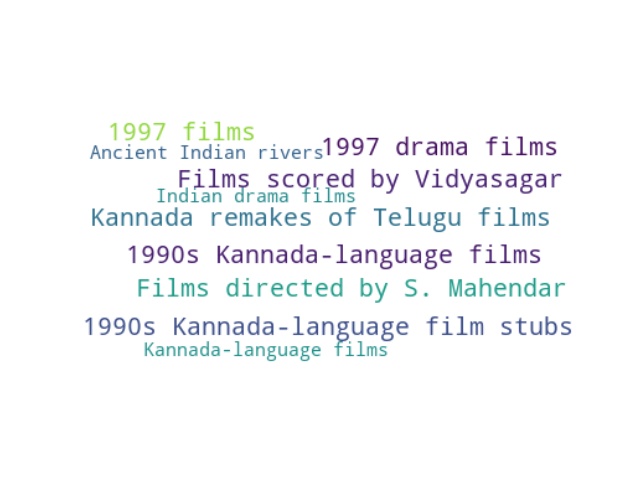 1997 films
Ancient Indian rivers
1997 drama films
Films scored by Vidyasagar
Indian drama films
Kannada remakes of Telugu films
1990s Kannada-language films
Films directed by S. Mahendar
1990s Kannada-language film stubs
Kannada-language films